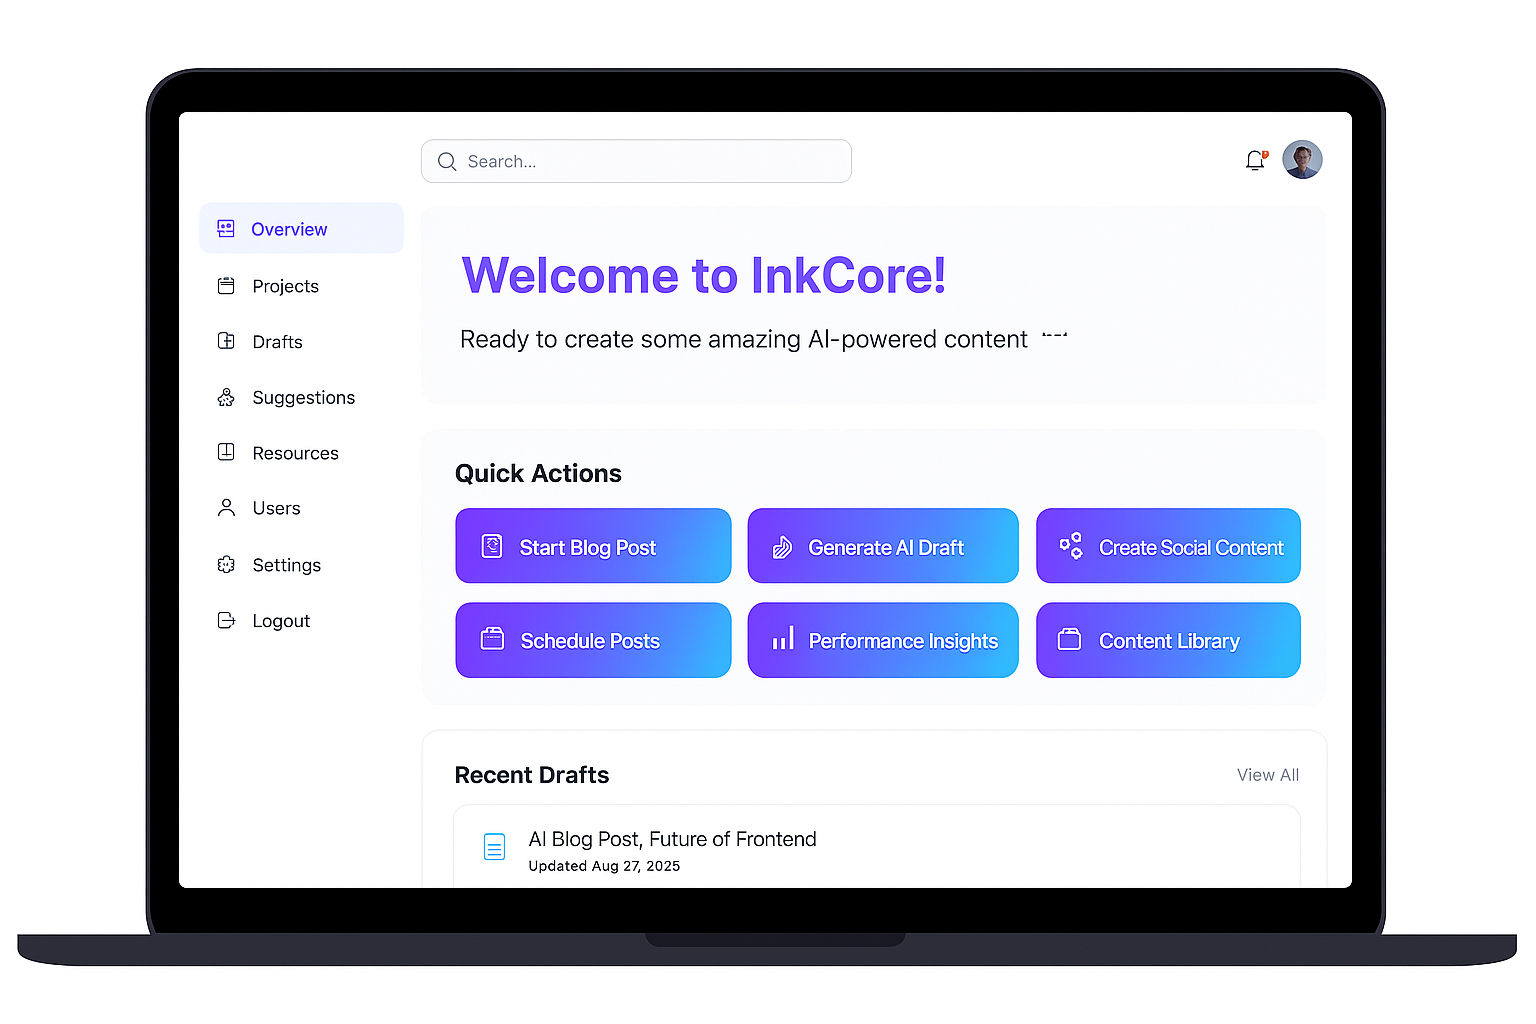 Search...
Overview
Projects
Drafts
Suggestions
Resources
Users
Settings
Logout
Welcome to InkCore!
Ready to create some amazing AI-powered content
Quick Actions
Start Blog Post
Generate AI Draft
Create Social Content
Schedule Posts
Performance Insights
Content Library
Recent Drafts
View All
AI Blog Post, Future of Frontend
Updated Aug 27, 2025